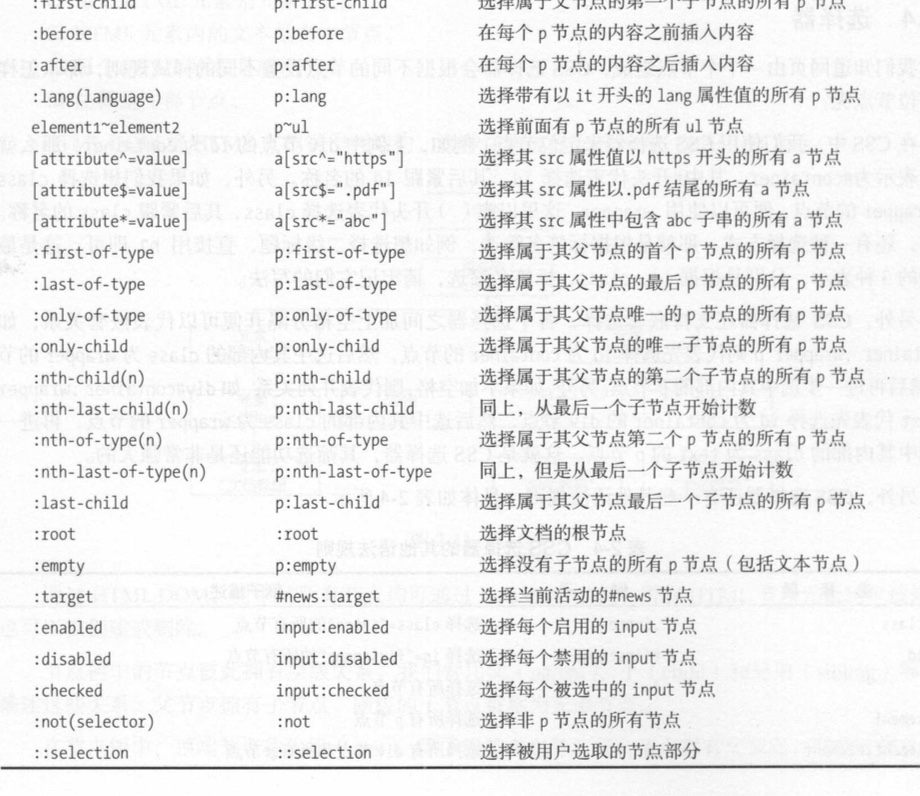 :first-child p:first-child 选择属于父节点的第一个子节点的所有 p 节点
:before p:before 在每个 p 节点的内容之前插入内容
:after p:after 在每个 p 节点的内容之后插入内容
:lang(language) p:lang 选择带有以 it 开头的 lang 属性值的所有 p 节点
element1~element2 p~ul 选择前面有 p 节点的所有 ul 节点
[attribute^=value] a[src^="https"] 选择其 src 属性值以 https 开头的所有 a 节点
[attribute$=value] a[src$=".pdf"] 选择其 src 属性以.pdf 结尾的所有 a 节点
[attribute*=value] a[src*="abc"] 选择其 src 属性中包含 abc 子串的所有 a 节点
:first-of-type p:first-of-type 选择属于其父节点的首个 p 节点的所有 p 节点
:last-of-type p:last-of-type 选择属于其父节点的最后 p 节点的所有 p 节点
:only-of-type p:only-of-type 选择属于其父节点唯一的 p 节点的所有 p 节点
:only-child p:only-child 选择属于其父节点的唯一子节点的所有 p 节点
:nth-child(n) p:nth-child 选择属于其父节点的第二个子节点的所有 p 节点
:nth-last-child(n) p:nth-last-child 同上，从最后一个子节点开始计数
:nth-of-type(n) p:nth-of-type 选择属于其父节点第二个 p 节点的所有 p 节点
:nth-last-of-type(n) p:nth-last-of-type 同上，但是从最后一个子节点开始计数
:last-child p:last-child 选择属于其父节点最后一个子节点的所有 p 节点
:root :root 选择文档的根节点
:empty p:empty 选择没有子节点的所有 p 节点（包括文本节点）
:target #news:target 选择当前活动的#news 节点
:enabled input:enabled 选择每个启用的 input 节点
:disabled input:disabled 选择每个禁用的 input 节点
:checked input:checked 选择每个被选中的 input 节点
:not(selector) :not 选择非 p 节点的所有节点
::selection ::selection 选择被用户选取的节点部分